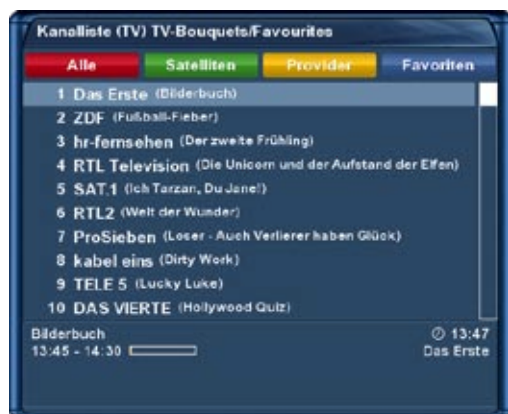 Kanalliste (TV) TV-Bouquets/Favourites
Alle Satelliten Provider Favoriten
1 Das Erste (Bilderbuch)
2 ZDF (Fußball-Fieber)
3 hr-fernsehen (Der zweite Frühling)
4 RTL Television (Die Unicorn und der Aufstand der Elfen)
5 SAT.1 (Ich Tarzan, Du Jane!)
6 RTL2 (Welt der Wunder)
7 ProSieben (Loser - Auch Verlierer haben Glück)
8 kabel eins (Dirty Work)
9 TELE 5 (Lucky Luke)
10 DAS VIERTE (Hollywood Quiz)
Bilderbuch 13:47
13:45 - 14:30 Das Erste